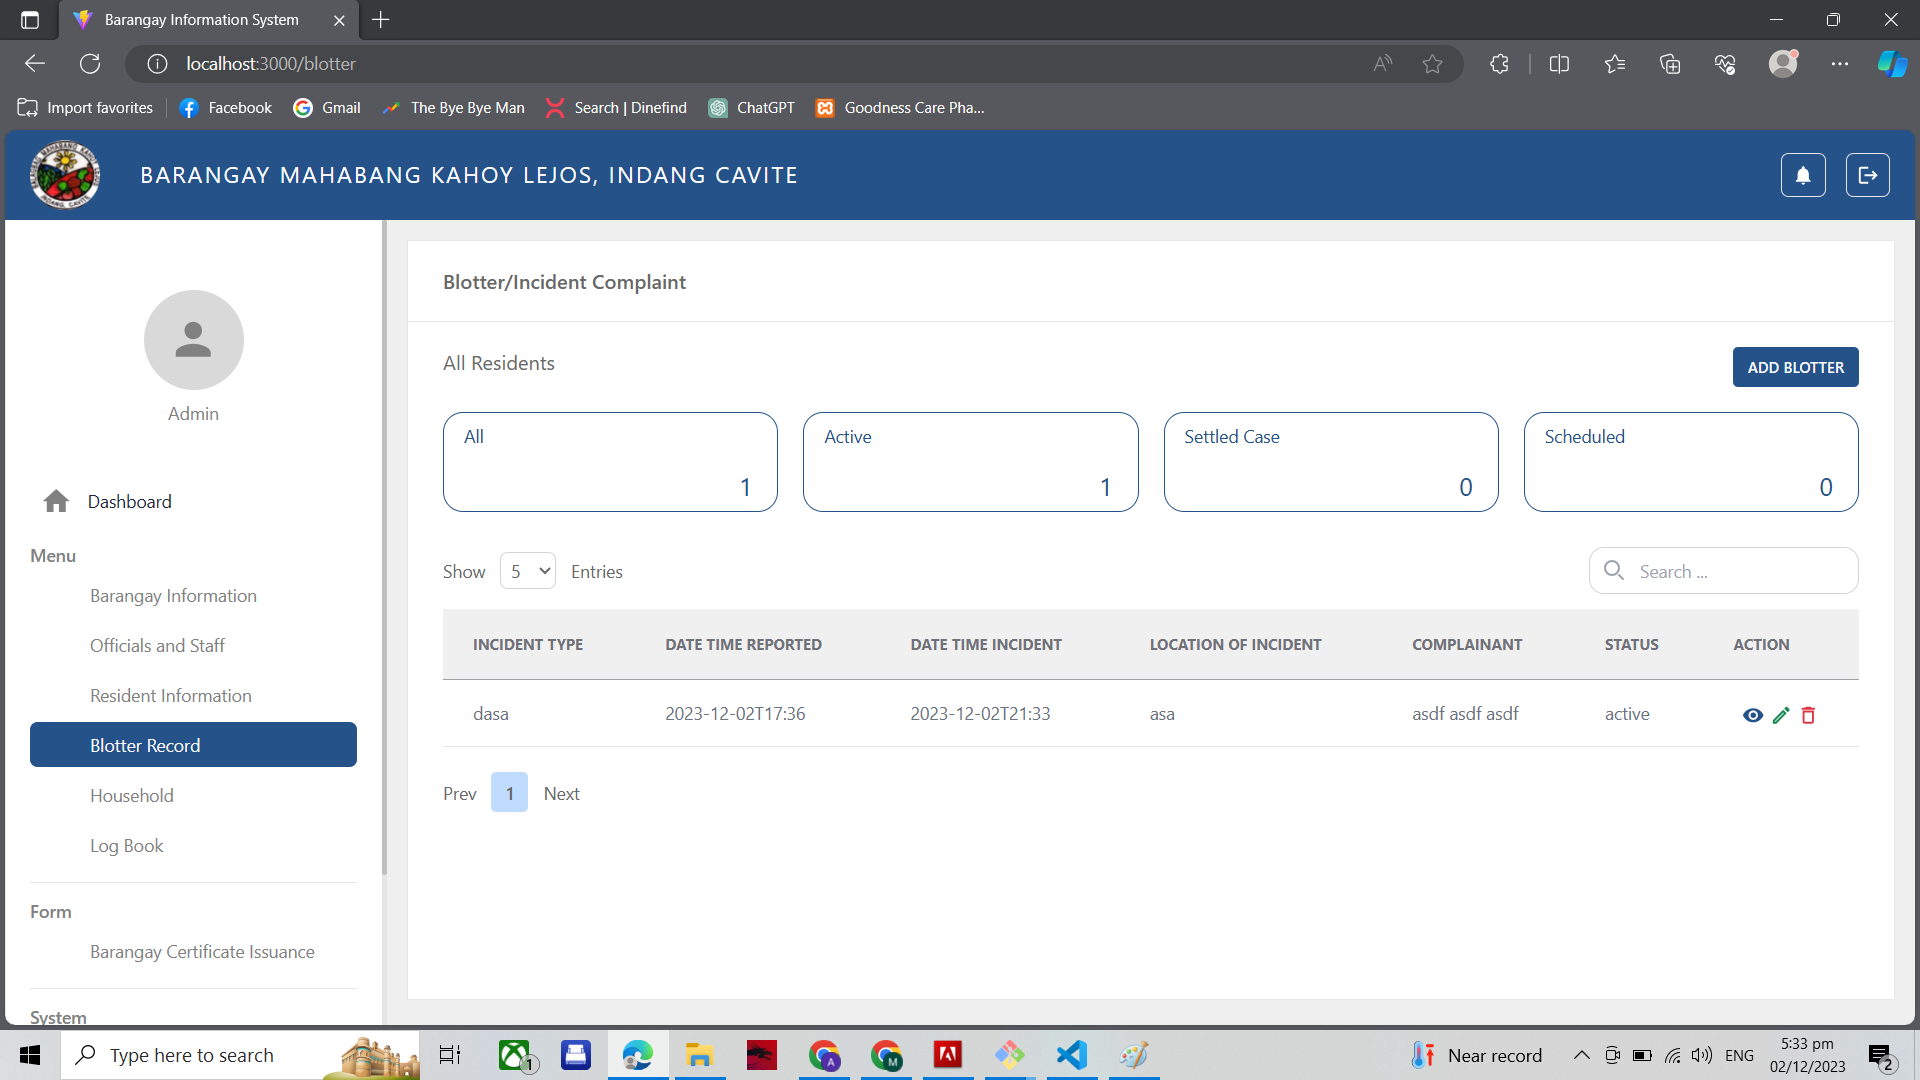 Barangay Information System
localhost:3000/blotter
Import favorites
Facebook
Gmail
The Bye Bye Man
Search | Dinefind
ChatGPT
Goodness Care Pha...
BARANGAY MAHABANG KAHOY LEJOS, INDANG CAVITE
Admin
Dashboard
Menu
Barangay Information
Officials and Staff
Resident Information
Blotter Record
Household
Log Book
Form
Barangay Certificate Issuance
System
Blotter/Incident Complaint
All Residents
ADD BLOTTER
All
1
Active
1
Settled Case
0
Scheduled
0
Show 5 Entries
Search ...
INCIDENT TYPE DATE TIME REPORTED DATE TIME INCIDENT LOCATION OF INCIDENT COMPLAINANT STATUS ACTION
dasa 2023-12-02T17:36 2023-12-02T21:33 asa asdf asdf asdf active
Prev 1 Next
Type here to search
1
A
M
Near record
ENG
5:33 pm
02/12/2023
2